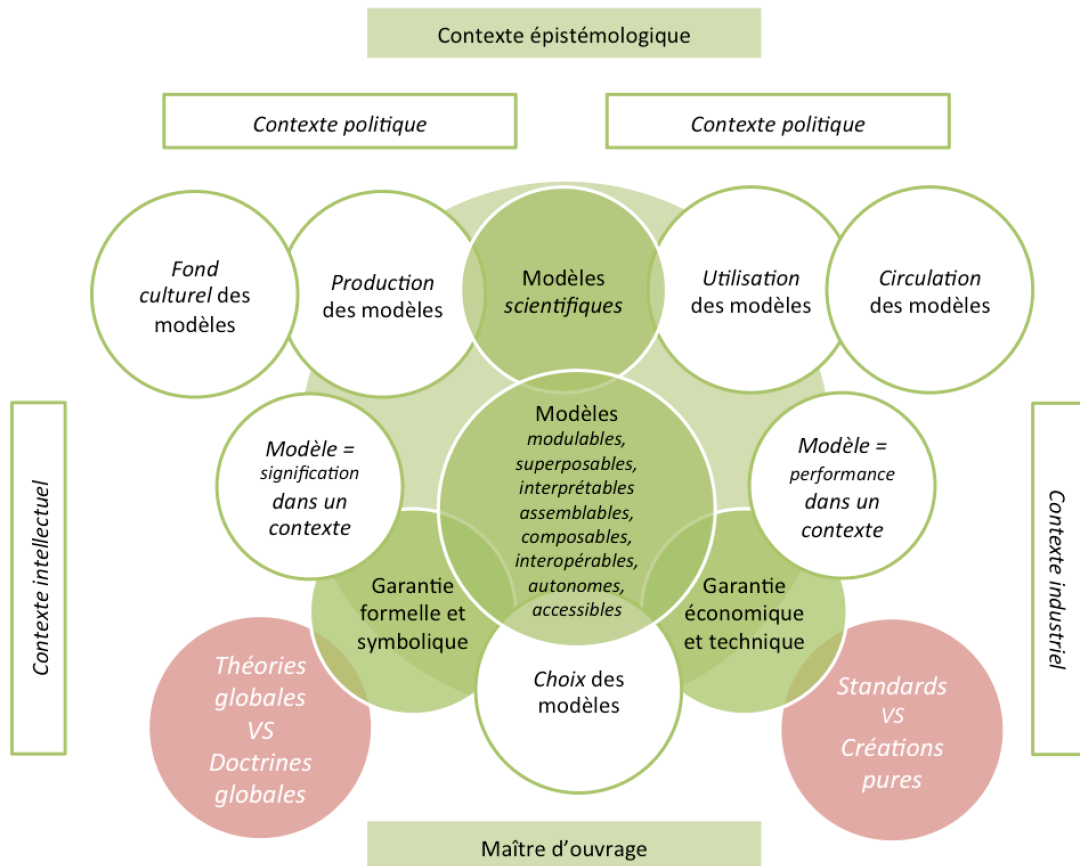 Contexte épistémologique
Contexte politique
Contexte politique
Fond
culturel des
modèles
Production
des modèles
Modèles
scientifiques
Utilisation
des modèles
Circulation
des modèles
Contexte intellectuel
Modèle =
signification
dans un
contexte
Modèles
modulables,
superposables,
interprétables
assemblables,
composables,
interopérables,
autonomes,
accessibles
Modèle =
performance
dans un
contexte
Contexte industriel
Garantie
formelle et
symbolique
Garantie
économique
et technique
Théories
globales
VS
Doctrines
globales
Choix des
modèles
Standards
VS
Créations
pures
Maître d’ouvrage